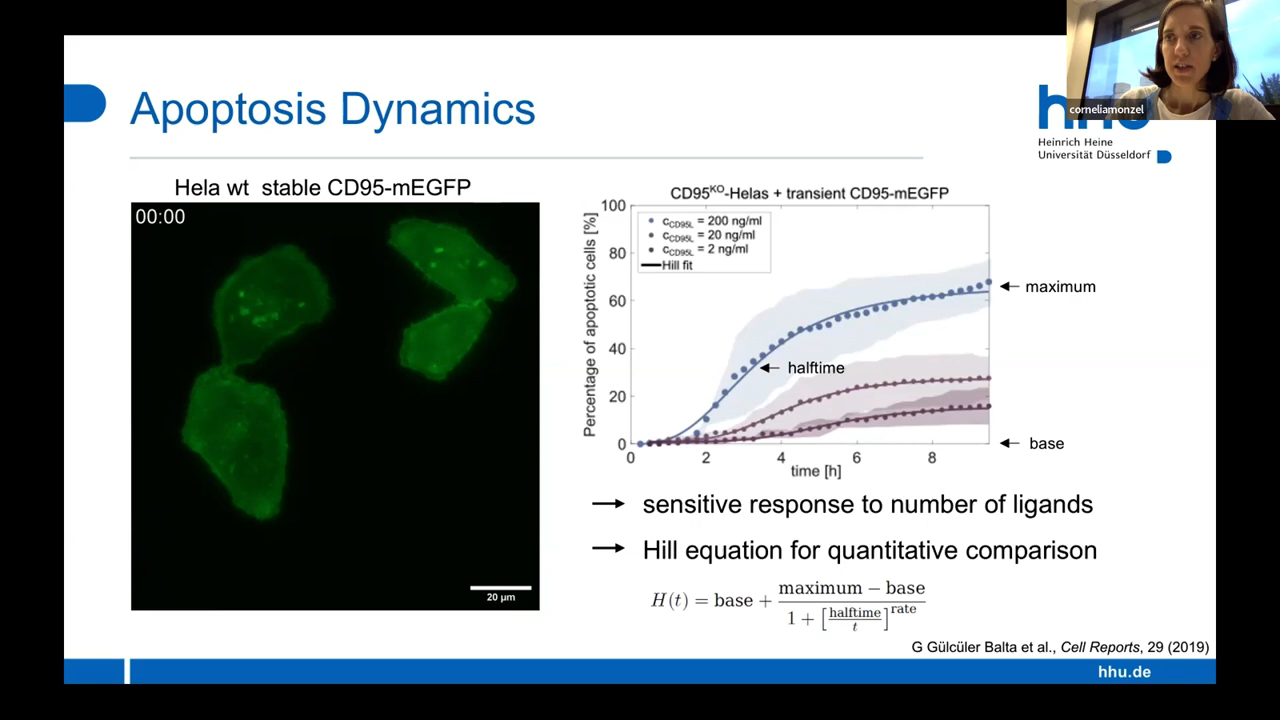 Apoptosis Dynamics
corneliamonzel
Heinrich Heine
Universität Düsseldorf
Hela wt stable CD95-mEGFP
00:00
20 µm
CD95KO-Helas + transient CD95-mEGFP
cCD95L = 200 ng/ml
cCD95L = 20 ng/ml
cCD95L = 2 ng/ml
Hill fit
Percentage of apoptotic cells [%]
100
80
60
40
20
0
0 2 4 6 8
time [h]
maximum
halftime
base
→ sensitive response to number of ligands
→ Hill equation for quantitative comparison
H(t) = base + (maximum − base) / (1 + [halftime/t]^rate)
G Gülcüler Balta et al., Cell Reports, 29 (2019)
hhu.de